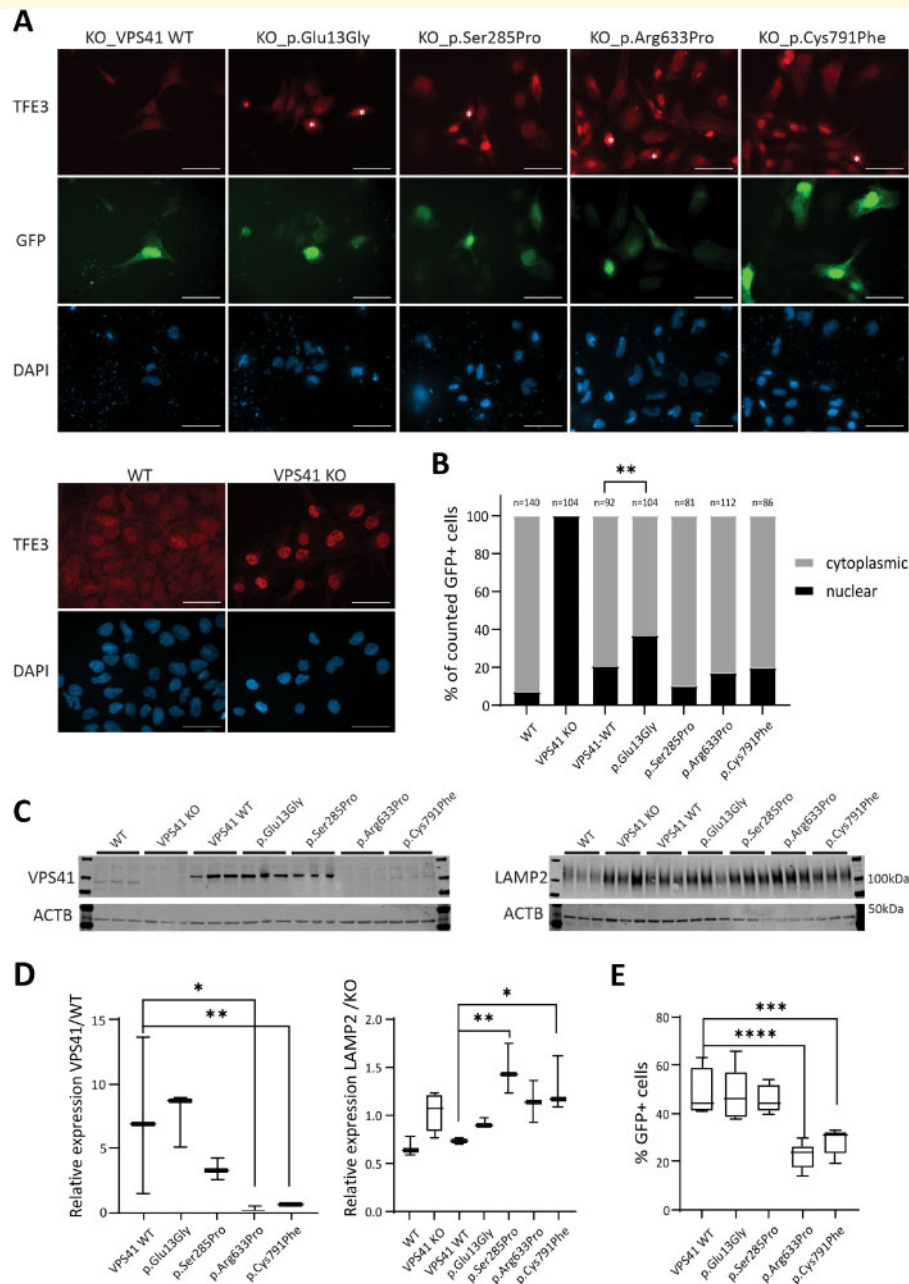 A
KO_VPS41 WT KO_p.Glu13Gly KO_p.Ser285Pro KO_p.Arg633Pro KO_p.Cys791Phe
TFE3
* * * * * *
GFP
DAPI
WT VPS41 KO
TFE3
DAPI
B
**
n=140 n=104 n=92 n=104 n=81 n=112 n=86
% of counted GFP+ cells
100
80
60
40
20
0
cytoplasmic
nuclear
WT VPS41 KO VPS41-WT p.Glu13Gly p.Ser285Pro p.Arg633Pro p.Cys791Phe
C
WT VPS41 KO VPS41 WT p.Glu13Gly p.Ser285Pro p.Arg633Pro p.Cys791Phe
VPS41
ACTB
WT VPS41 KO VPS41 WT p.Glu13Gly p.Ser285Pro p.Arg633Pro p.Cys791Phe
LAMP2
100kDa
ACTB
50kDa
D
Relative expression VPS41/WT
15
10
5
0
*
**
VPS41 WT p.Glu13Gly p.Ser285Pro p.Arg633Pro p.Cys791Phe
Relative expression LAMP2 /KO
2.0
1.5
1.0
0.5
0.0
*
**
WT VPS41 KO VPS41 WT p.Glu13Gly p.Ser285Pro p.Arg633Pro p.Cys791Phe
E
% GFP+ cells
80
60
40
20
0
***
****
VPS41 WT p.Glu13Gly p.Ser285Pro p.Arg633Pro p.Cys791Phe